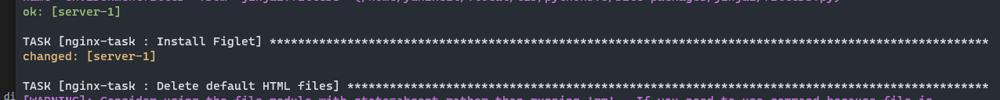 ok: [server-1]
TASK [nginx-task : Install Figlet] ******************************************************************************************************
changed: [server-1]
TASK [nginx-task : Delete default HTML files] *******************************************************************************************
di
[WARNING]: Consider using the file module with state=absent rather than running 'rm'. If you need to use command because file is